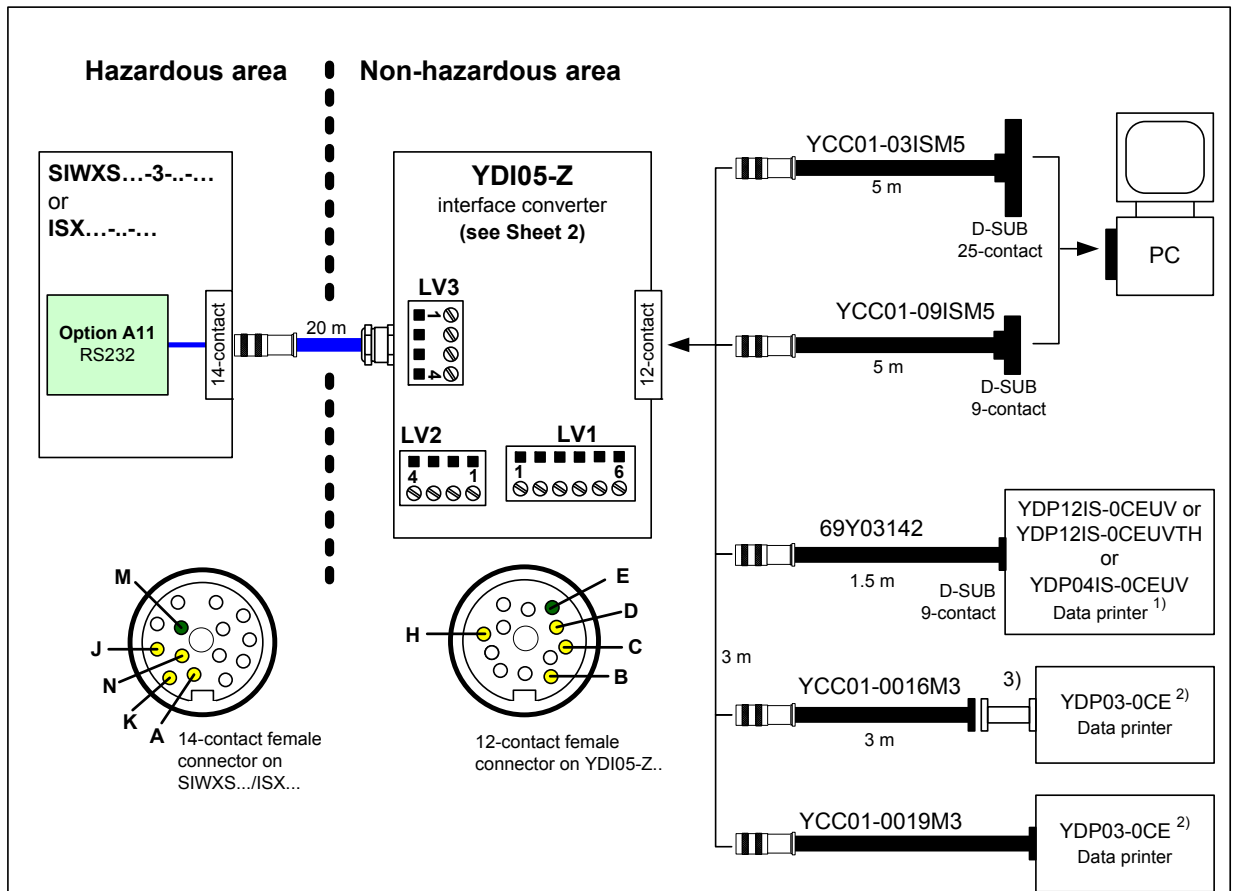 Hazardous area
Non-hazardous area
SIWXS...-3-..-...
or
ISX...-..-...
Option A11
RS232
14-contact
20 m
YDI05-Z
interface converter
(see Sheet 2)
LV3
1
4
LV2
4
1
LV1
1
6
12-contact
YCC01-03ISM5
5 m
D-SUB
25-contact
PC
YCC01-09ISM5
5 m
D-SUB
9-contact
69Y03142
1.5 m
D-SUB
9-contact
YDP12IS-0CEUV or
YDP12IS-0CEUVTH
or
YDP04IS-0CEUV
Data printer 1)
3 m
YCC01-0016M3
3 m
3)
YDP03-0CE 2)
Data printer
YCC01-0019M3
YDP03-0CE 2)
Data printer
M
J
N
K
A
14-contact female
connector on
SIWXS.../ISX...
H
E
D
C
B
12-contact female
connector on YDI05-Z..